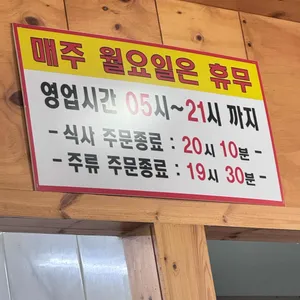 매주 월요일은 휴무
영업시간 05시~21시 까지
- 식사 주문종료 : 20시 10분 -
- 주류 주문종료 : 19시 30분 -